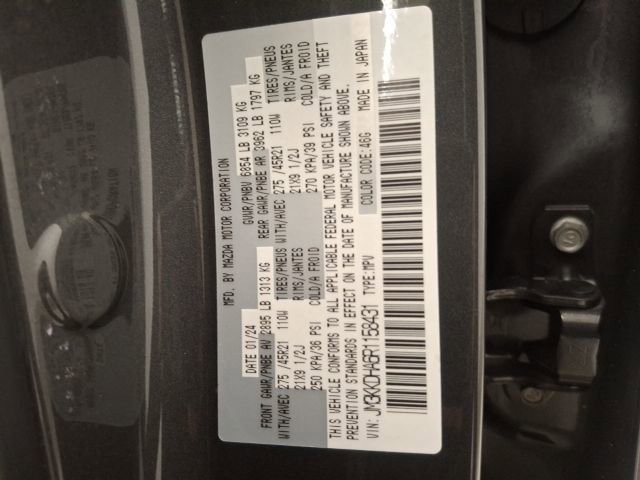 MFD. BY MAZDA MOTOR CORPORATION
DATE 01/24 GVWR/PNBV 6854 LB 3109 KG
FRONT GAWR/PNBE AV 2895 LB 1313 KG REAR GAWR/PNBE AR 3962 LB 1797 KG
WITH/AVEC 275 /45R21 110W TIRES/PNEUS WITH/AVEC 275 /45R21 110W TIRES/PNEUS
21X9 1/2J RIMS/JANTES 21X9 1/2J RIMS/JANTES
250 KPA/36 PSI COLD/A FROID 270 KPA/39 PSI COLD/A FROID
THIS VEHICLE CONFORMS TO ALL APPLICABLE FEDERAL MOTOR VEHICLE SAFETY AND THEFT
PREVENTION STANDARDS IN EFFECT ON THE DATE OF MANUFACTURE SHOWN ABOVE.
VIN: JM3KKDHA6R1158431 TYPE:MPV COLOR CODE:46G MADE IN JAPAN